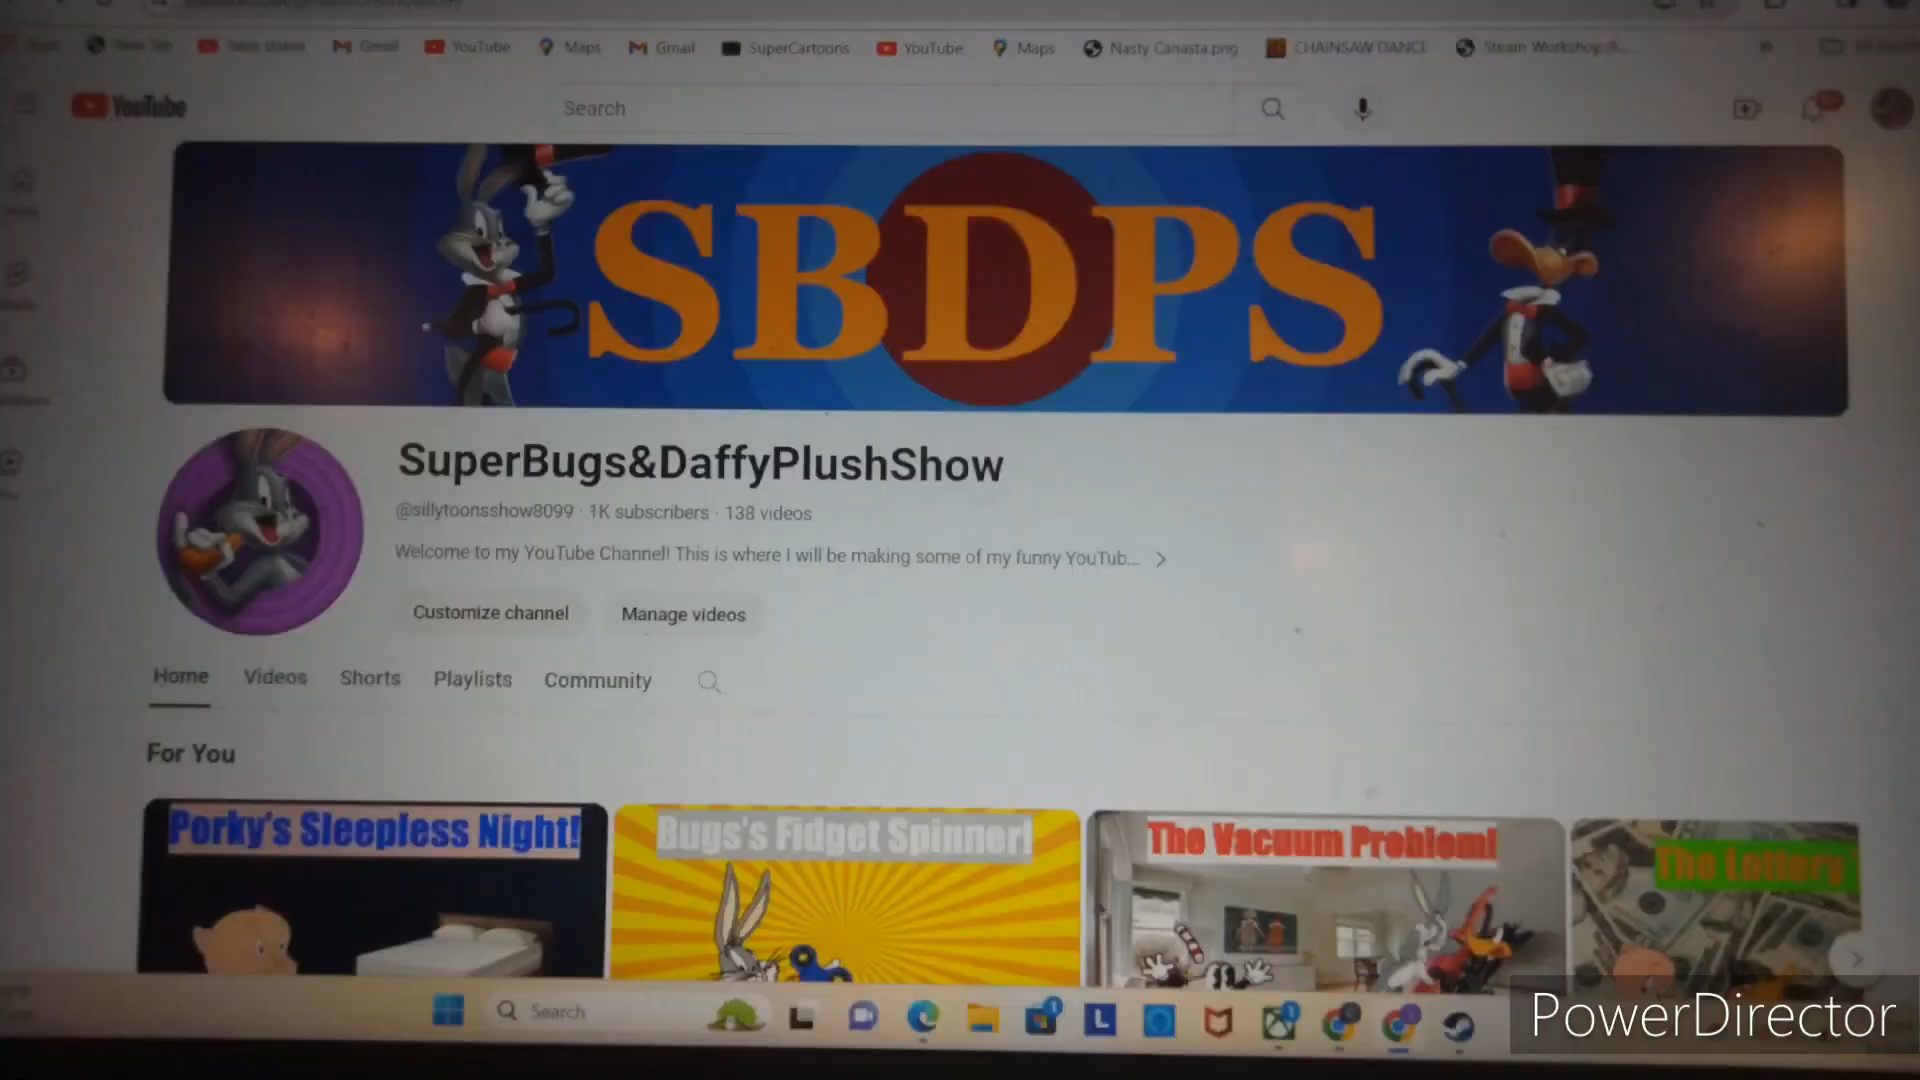 Gmail
YouTube
Maps
Gmail
SuperCartoons
YouTube
Maps
Nasty Canasta.png
CHAINSAW DANCE
Steam Workshop::
YouTube
Search
SBDPS
SuperBugs&DaffyPlushShow
@sillytoonsshow8099 · 1K subscribers · 138 videos
Welcome to my YouTube Channel! This is where I will be making some of my funny YouTub...
Customize channel
Manage videos
Home
Videos
Shorts
Playlists
Community
For You
Porky's Sleepless Night!
Bugs's Fidget Spinner!
The Vacuum Problem!
The Lottery
Search
PowerDirector